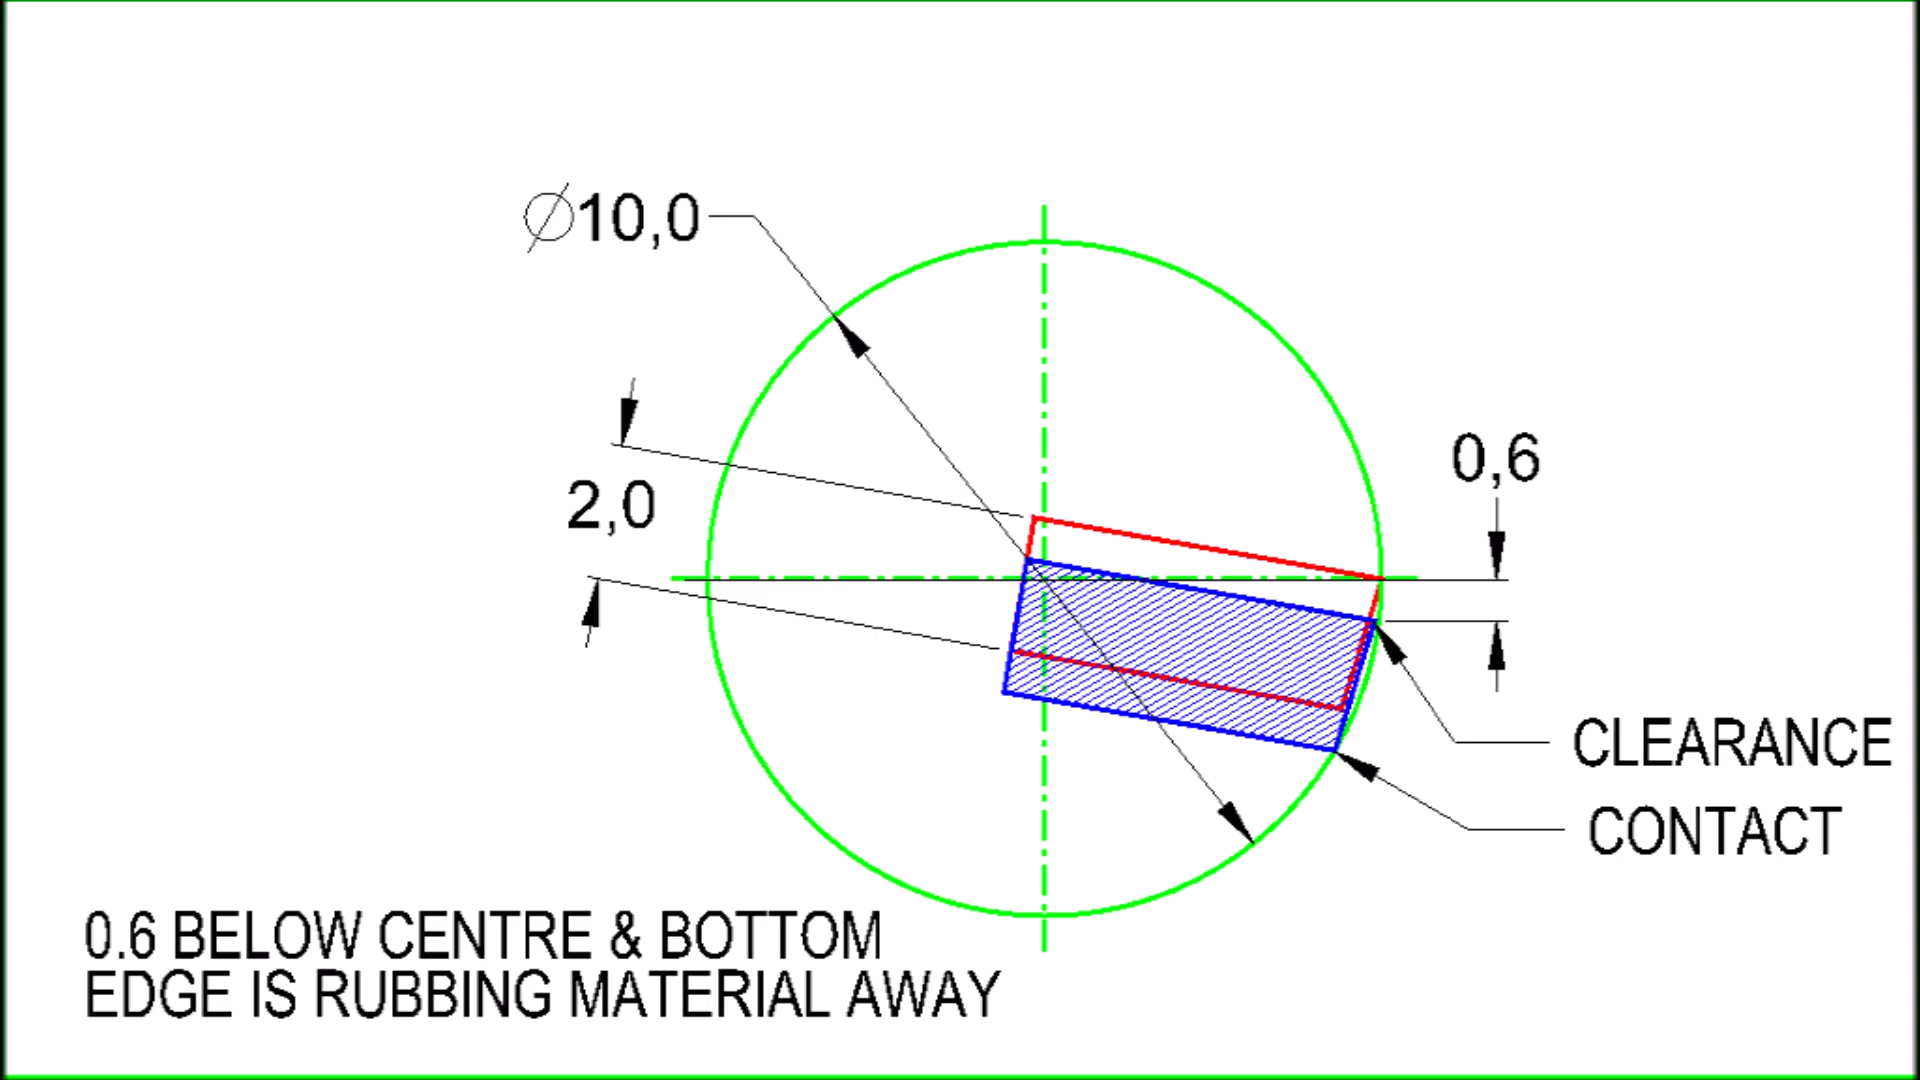 ∅10,0
0,6
2,0
CLEARANCE
CONTACT
0.6 BELOW CENTRE & BOTTOM
EDGE IS RUBBING MATERIAL AWAY